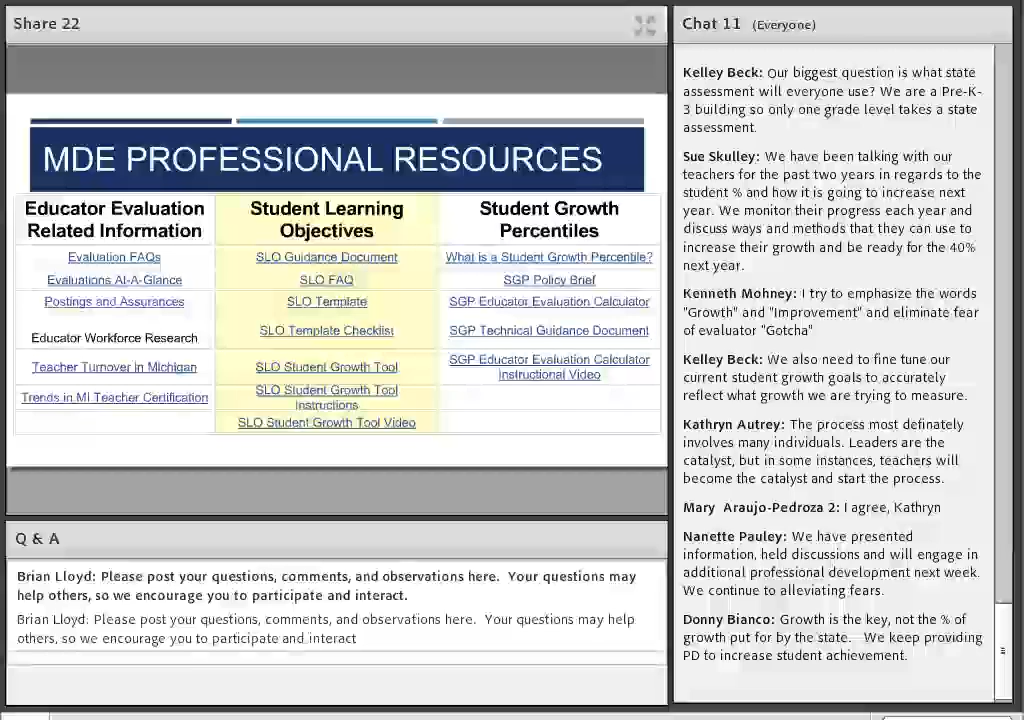 Share 22
MDE PROFESSIONAL RESOURCES
Educator Evaluation
Related Information
Evaluation FAQs
Evaluations At-A-Glance
Postings and Assurances
Educator Workforce Research
Teacher Turnover in Michigan
Trends in MI Teacher Certification
Student Learning
Objectives
SLO Guidance Document
SLO FAQ
SLO Template
SLO Template Checklist
SLO Student Growth Tool
SLO Student Growth Tool
Instructions
SLO Student Growth Tool Video
Student Growth
Percentiles
What is a Student Growth Percentile?
SGP Policy Brief
SGP Educator Evaluation Calculator
SGP Technical Guidance Document
SGP Educator Evaluation Calculator
Instructional Video
Q & A
Brian Lloyd: Please post your questions, comments, and observations here.  Your questions may
help others, so we encourage you to participate and interact.
Brian Lloyd: Please post your questions, comments, and observations here.  Your questions may help
others, so we encourage you to participate and interact
Chat 11 (Everyone)
Kelley Beck: Our biggest question is what state
assessment will everyone use? We are a Pre-K-
3 building so only one grade level takes a state
assessment.
Sue Skulley: We have been talking with our
teachers for the past two years in regards to the
student % and how it is going to increase next
year. We monitor their progress each year and
discuss ways and methods that they can use to
increase their growth and be ready for the 40%
next year.
Kenneth Mohney: I try to emphasize the words
"Growth" and "Improvement" and eliminate fear
of evaluator "Gotcha"
Kelley Beck: We also need to fine tune our
current student growth goals to accurately
reflect what growth we are trying to measure.
Kathryn Autrey: The process most definately
involves many individuals. Leaders are the
catalyst, but in some instances, teachers will
become the catalyst and start the process.
Mary  Araujo-Pedroza 2: I agree, Kathryn
Nanette Pauley: We have presented
information, held discussions and will engage in
additional professional development next week.
We continue to alleviating fears.
Donny Bianco: Growth is the key, not the % of
growth put for by the state.   We keep providing
PD to increase student achievement.